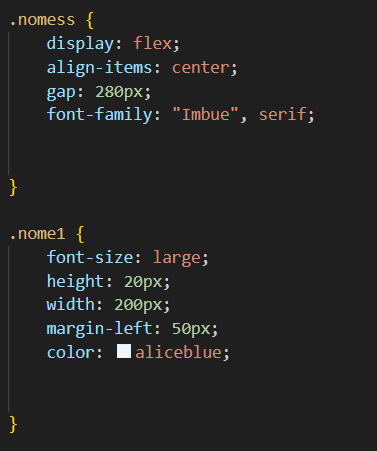 .nomess {
    display: flex;
    align-items: center;
    gap: 280px;
    font-family: "Imbue", serif;
}
.nome1 {
    font-size: large;
    height: 20px;
    width: 200px;
    margin-left: 50px;
    color: aliceblue;
}